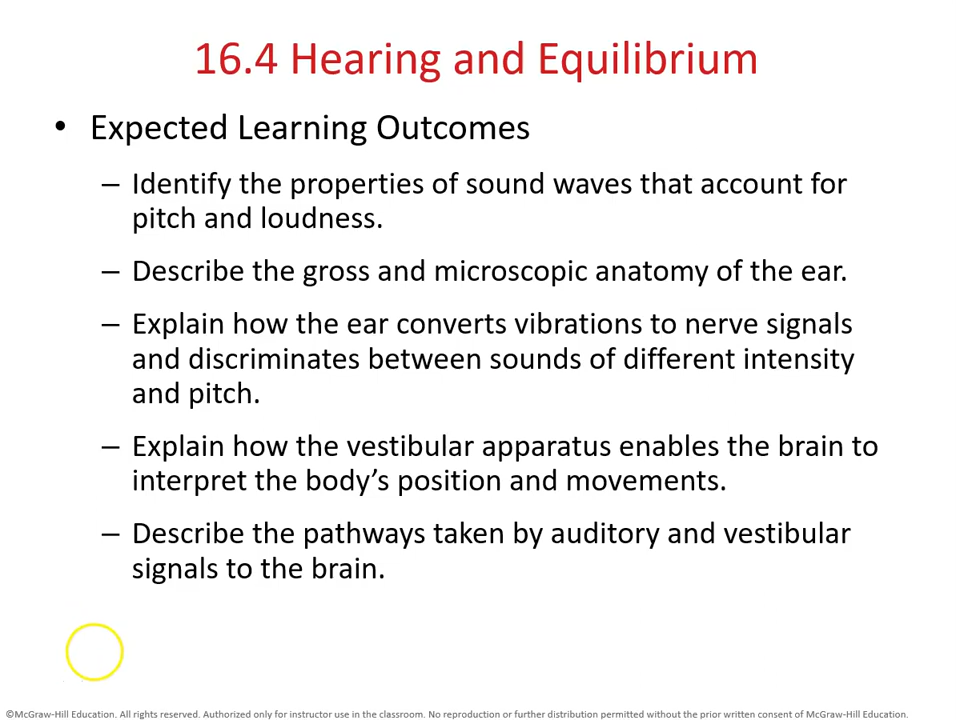 16.4 Hearing and Equilibrium
• Expected Learning Outcomes
– Identify the properties of sound waves that account for
pitch and loudness.
– Describe the gross and microscopic anatomy of the ear.
– Explain how the ear converts vibrations to nerve signals
and discriminates between sounds of different intensity
and pitch.
– Explain how the vestibular apparatus enables the brain to
interpret the body’s position and movements.
– Describe the pathways taken by auditory and vestibular
signals to the brain.
©McGraw-Hill Education. All rights reserved. Authorized only for instructor use in the classroom. No reproduction or further distribution permitted without the prior written consent of McGraw-Hill Education.